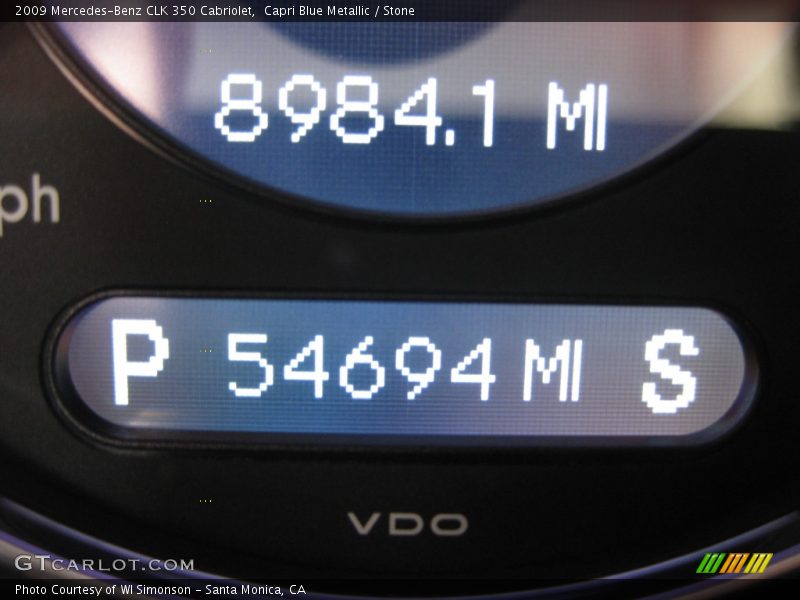 2009 Mercedes-Benz CLK 350 Cabriolet,  Capri Blue Metallic / Stone
8984.1 MI
ph
P 54694 MI S
VDO
GTCARLOT.COM
Photo Courtesy of WI Simonson - Santa Monica, CA